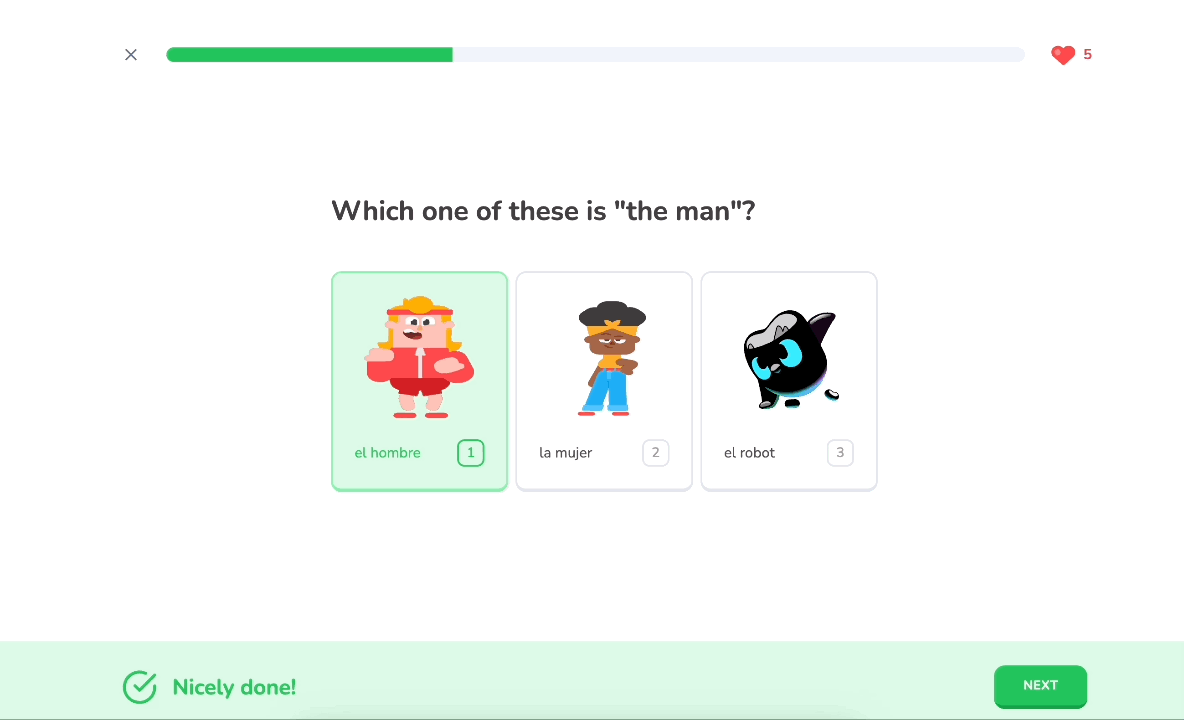 5
Which one of these is "the man"?
el hombre 1
la mujer 2
el robot 3
Nicely done!
NEXT